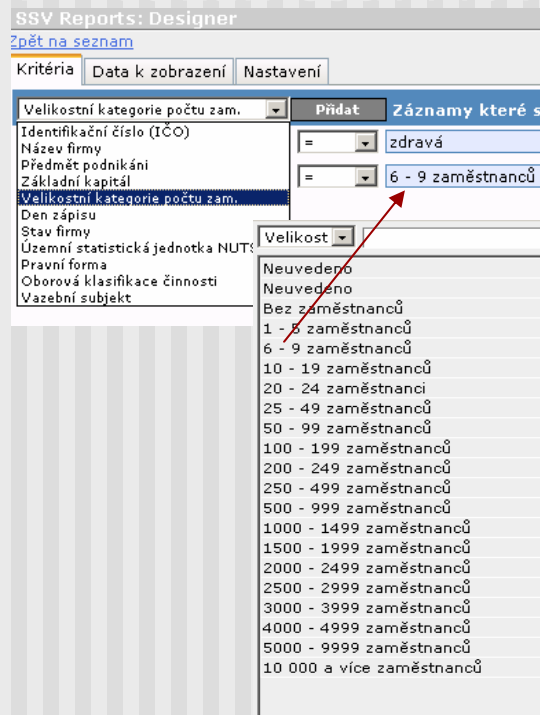 SSV Reports: Designer
Zpět na seznam
Kritéria Data k zobrazení Nastavení
Velikostní kategorie počtu zam. Přidat Záznamy které s
Identifikační číslo (IČO)
Název firmy
Předmět podnikáni
Základní kapitál
Velikostní kategorie počtu zam.
Den zápisu
Stav firmy
Územní statistická jednotka NUTS
Pravní forma
Oborová klasifikace činnosti
Vazební subjekt
= zdravá
= 6 - 9 zaměstnanců
Velikost
Neuvedeno
Neuvedeno
Bez zaměstnanců
1 - 5 zaměstnanců
6 - 9 zaměstnanců
10 - 19 zaměstnanců
20 - 24 zaměstnanci
25 - 49 zaměstnanců
50 - 99 zaměstnanců
100 - 199 zaměstnanců
200 - 249 zaměstnanců
250 - 499 zaměstnanců
500 - 999 zaměstnanců
1000 - 1499 zaměstnanců
1500 - 1999 zaměstnanců
2000 - 2499 zaměstnanců
2500 - 2999 zaměstnanců
3000 - 3999 zaměstnanců
4000 - 4999 zaměstnanců
5000 - 9999 zaměstnanců
10 000 a více zaměstnanců